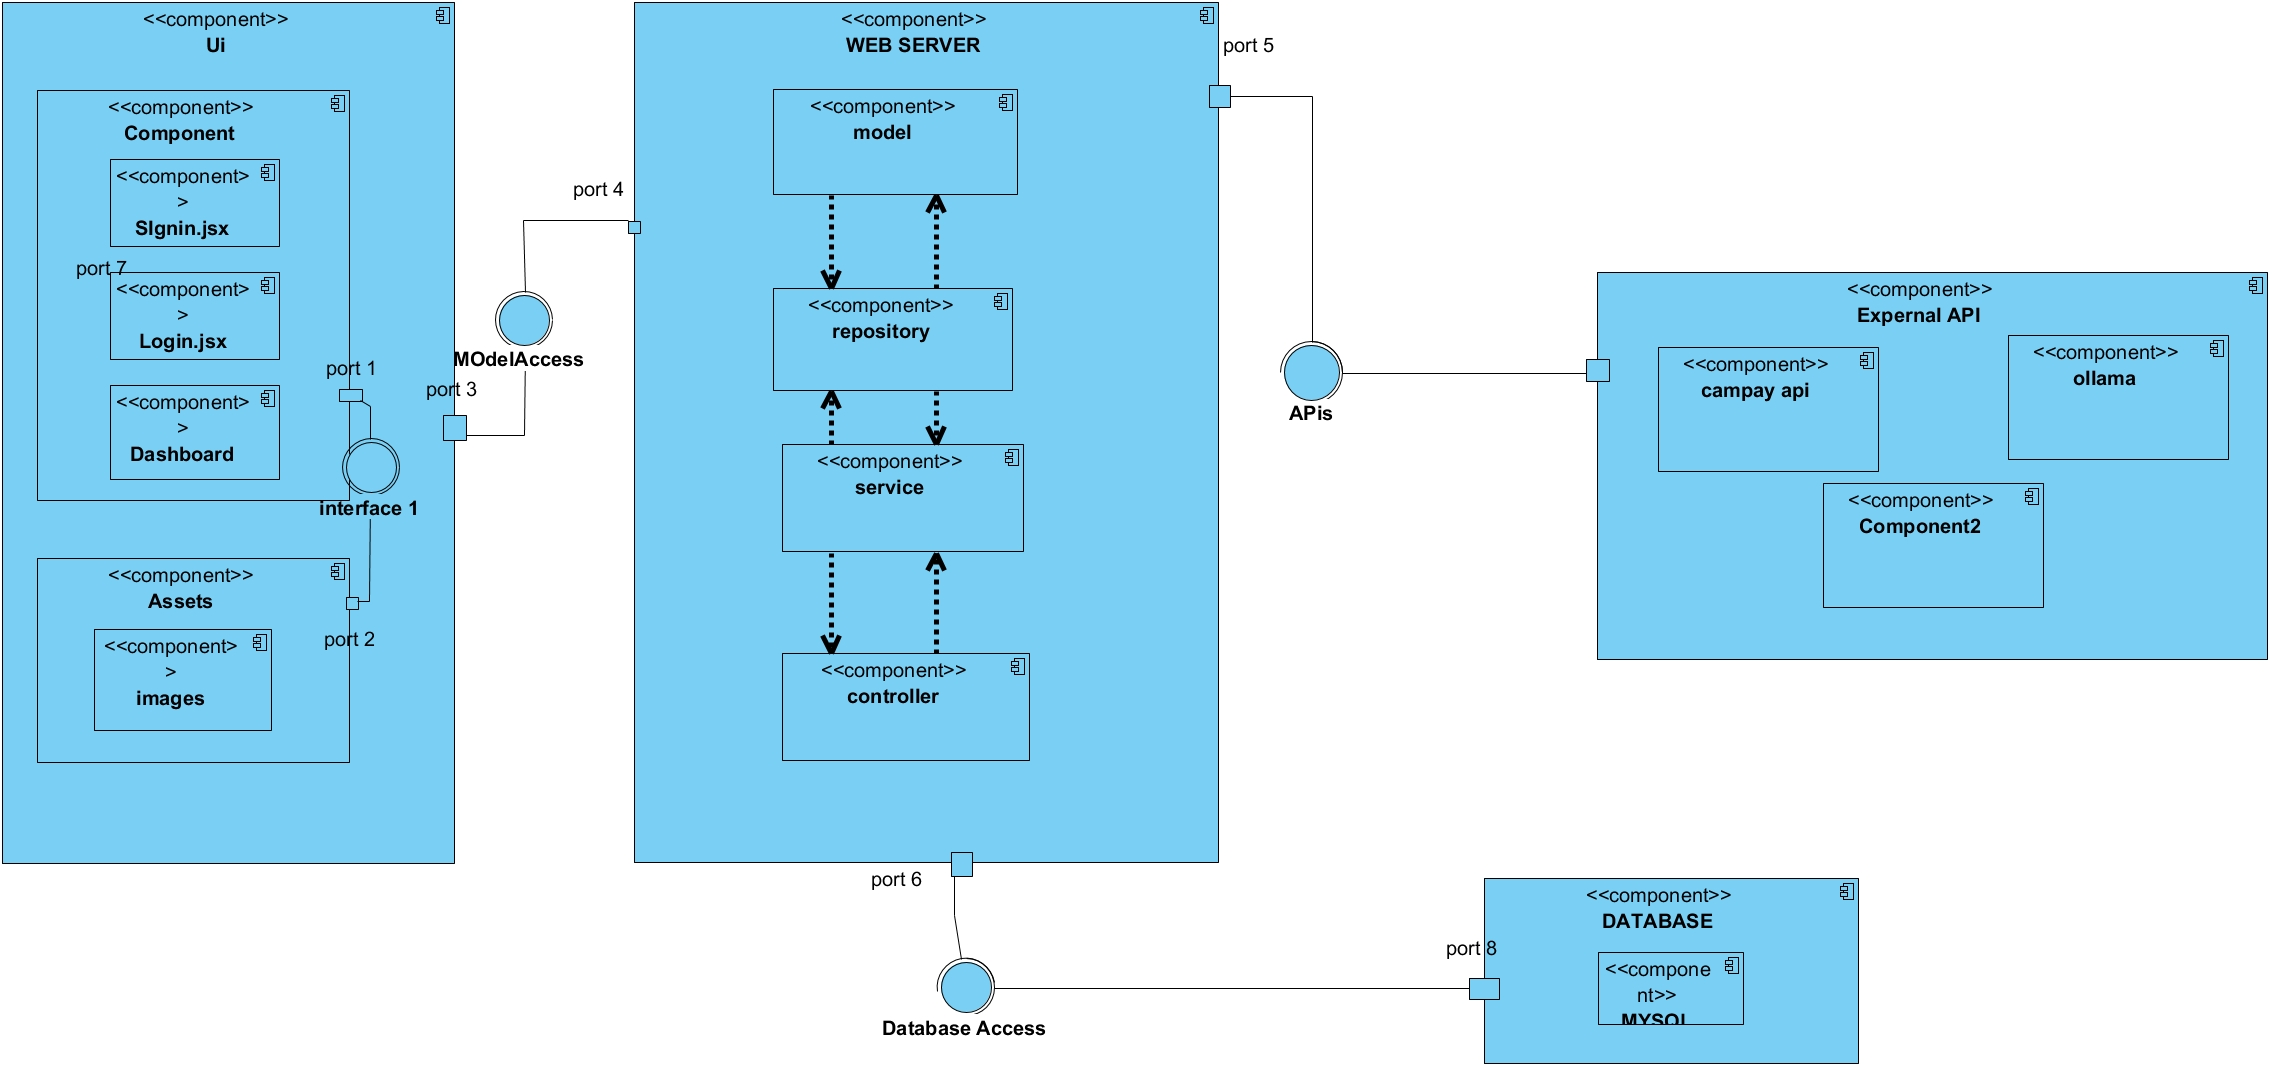 <<component>>
Ui
<<component>>
Component
<<component>
>
SIgnin.jsx
port 7
<<component>
>
Login.jsx
<<component>
>
Dashboard
port 1
interface 1
<<component>>
Assets
port 2
<<component>
>
images
port 3
MOdelAccess
port 4
<<component>>
WEB SERVER
<<component>>
model
<<component>>
repository
<<component>>
service
<<component>>
controller
port 5
APis
port 6
Database Access
<<component>>
Expernal API
<<component>>
campay api
<<component>>
ollama
<<component>>
Component2
port 8
<<component>>
DATABASE
<<compone
nt>>
MYSQL